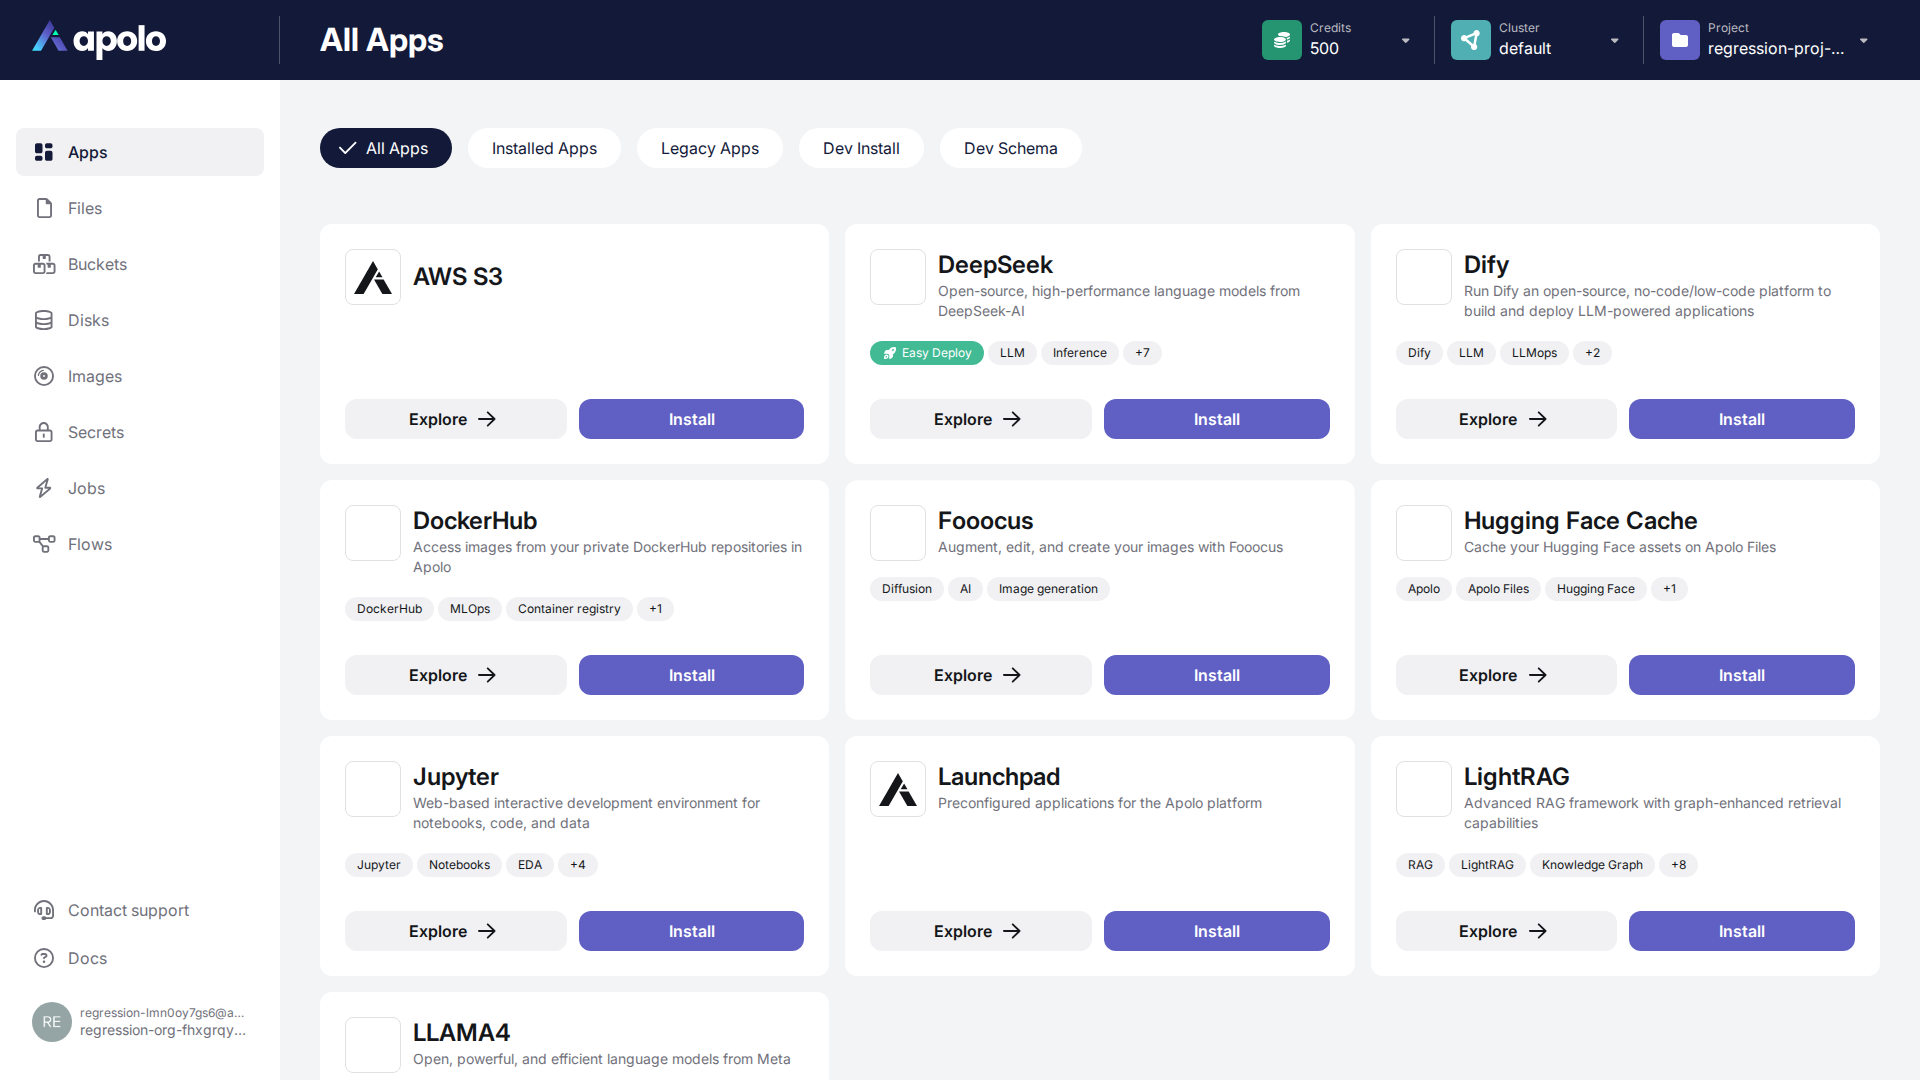 apolo
All Apps
Credits
500
Cluster
default
Project
regression-proj-...
Apps
Files
Buckets
Disks
Images
Secrets
Jobs
Flows
Contact support
Docs
RE
regression-lmn0oy7gs6@a...
regression-org-fhxgrqy...
All Apps
Installed Apps
Legacy Apps
Dev Install
Dev Schema
AWS S3
Explore
Install
DeepSeek
Open-source, high-performance language models from
DeepSeek-AI
Easy Deploy
LLM
Inference
+7
Explore
Install
Dify
Run Dify an open-source, no-code/low-code platform to
build and deploy LLM-powered applications
Dify
LLM
LLMops
+2
Explore
Install
DockerHub
Access images from your private DockerHub repositories in
Apolo
DockerHub
MLOps
Container registry
+1
Explore
Install
Fooocus
Augment, edit, and create your images with Fooocus
Diffusion
AI
Image generation
Explore
Install
Hugging Face Cache
Cache your Hugging Face assets on Apolo Files
Apolo
Apolo Files
Hugging Face
+1
Explore
Install
Jupyter
Web-based interactive development environment for
notebooks, code, and data
Jupyter
Notebooks
EDA
+4
Explore
Install
Launchpad
Preconfigured applications for the Apolo platform
Explore
Install
LightRAG
Advanced RAG framework with graph-enhanced retrieval
capabilities
RAG
LightRAG
Knowledge Graph
+8
Explore
Install
LLAMA4
Open, powerful, and efficient language models from Meta